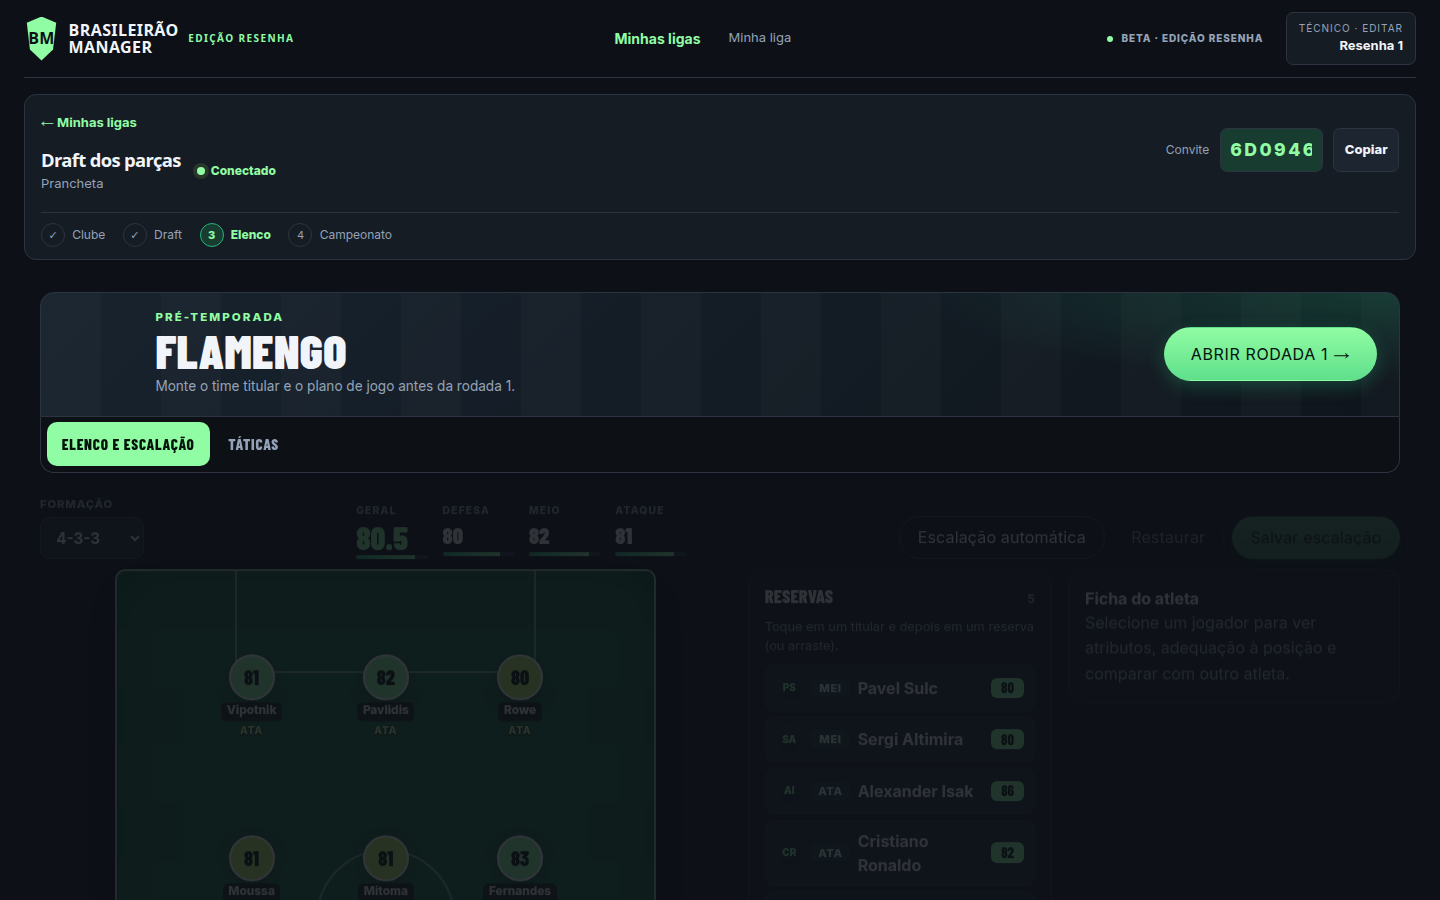 BM
BRASILEIRÃO
MANAGER
EDIÇÃO RESENHA
Minhas ligas
Minha liga
BETA · EDIÇÃO RESENHA
TÉCNICO · EDITAR
Resenha 1
← Minhas ligas
Draft dos parças
Conectado
Prancheta
Convite
6D0946
Copiar
✓ Clube
✓ Draft
3 Elenco
4 Campeonato
PRÉ-TEMPORADA
FLAMENGO
Monte o time titular e o plano de jogo antes da rodada 1.
ABRIR RODADA 1 →
ELENCO E ESCALAÇÃO
TÁTICAS
FORMAÇÃO
4-3-3
GERAL
80.5
DEFESA
80
MEIO
82
ATAQUE
81
Escalação automática
Restaurar
Salvar escalação
81
Vipotnik
ATA
82
Pavlidis
ATA
80
Rowe
ATA
81
Moussa
81
Mitoma
83
Fernandes
RESERVAS
5
Toque em um titular e depois em um reserva
(ou arraste).
PS MEI Pavel Sulc 80
SA MEI Sergi Altimira 80
AI ATA Alexander Isak 86
CR ATA Cristiano
Ronaldo 82
Ficha do atleta
Selecione um jogador para ver
atributos, adequação à posição e
comparar com outro atleta.